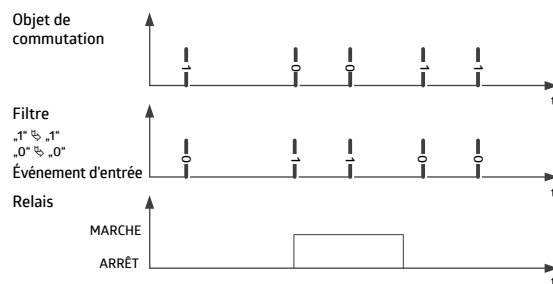 Objet de
commutation
1 0 0 1 1
t
Filtre
„1“ ⇘ „1“
„0“ ⇘ „0“
Événement d'entrée
0 1 1 0 0
t
Relais
MARCHE
ARRÊT
t